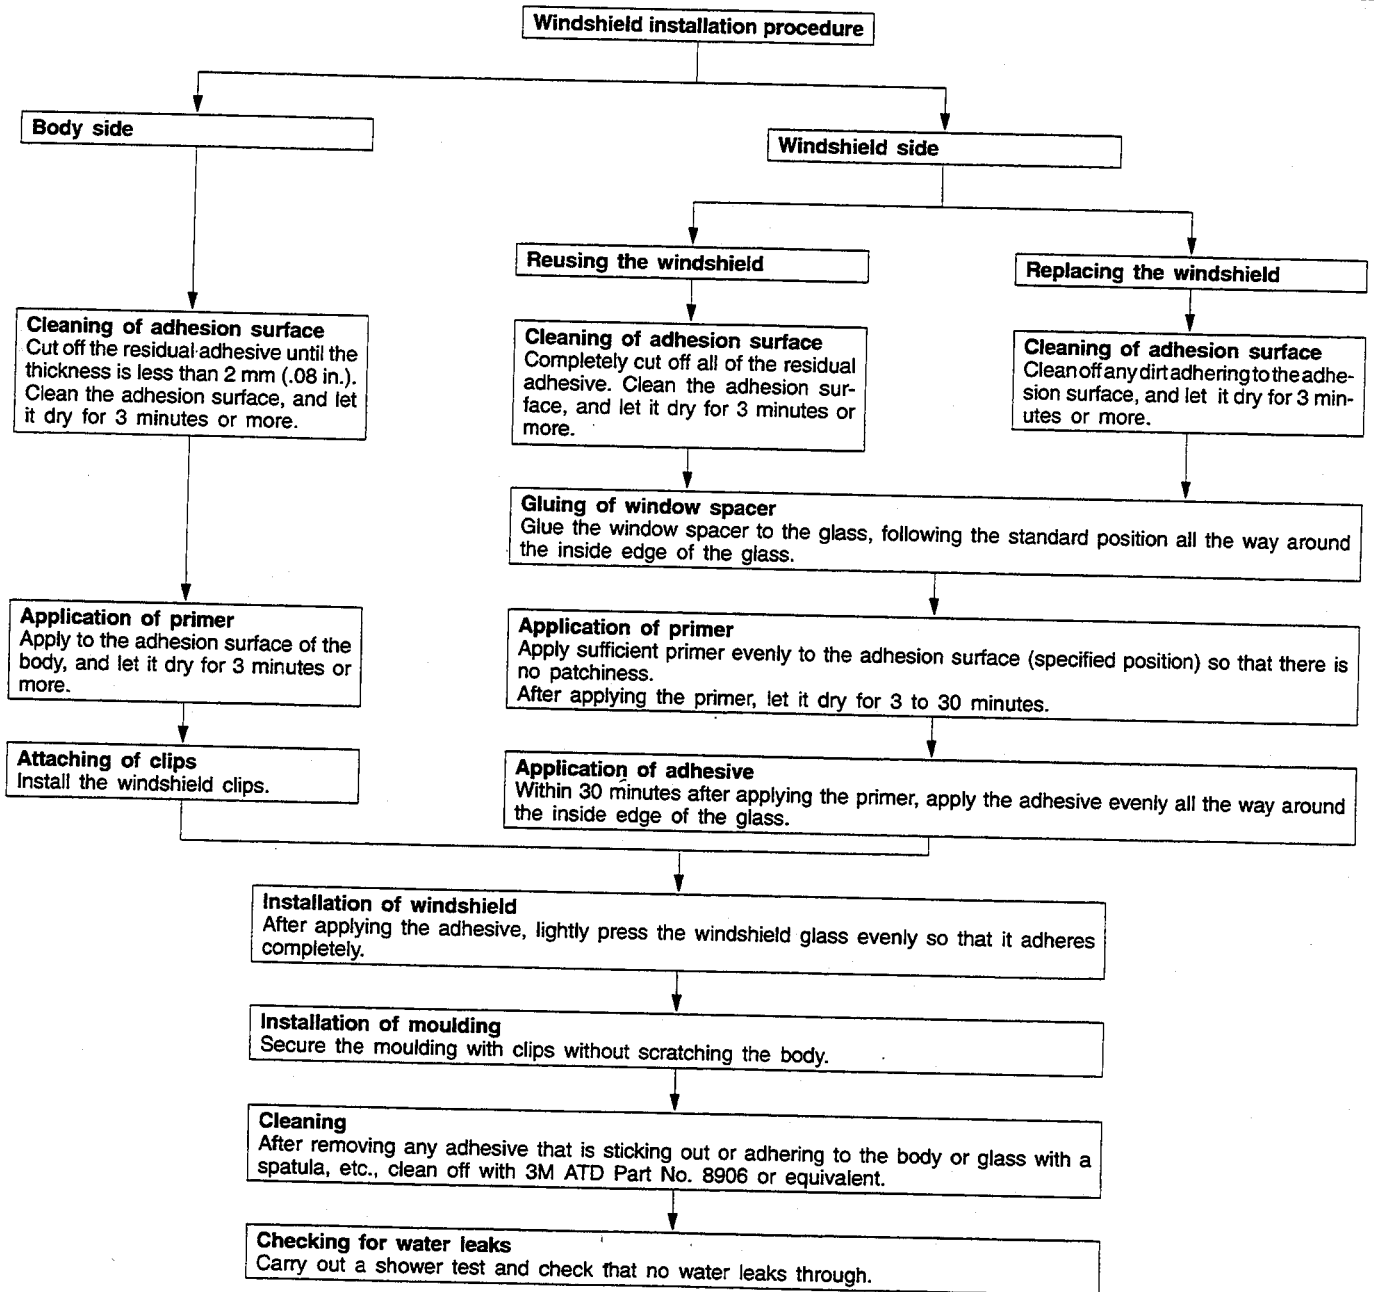 Windshield installation procedure
Body side
Windshield side
Reusing the windshield
Replacing the windshield
Cleaning of adhesion surface
Cut off the residual adhesive until the
thickness is less than 2 mm (.08 in.).
Clean the adhesion surface, and let
it dry for 3 minutes or more.
Cleaning of adhesion surface
Completely cut off all of the residual
adhesive. Clean the adhesion sur-
face, and let it dry for 3 minutes or
more.
Cleaning of adhesion surface
Clean off any dirt adhering to the adhe-
sion surface, and let it dry for 3 min-
utes or more.
Gluing of window spacer
Glue the window spacer to the glass, following the standard position all the way around
the inside edge of the glass.
Application of primer
Apply to the adhesion surface of the
body, and let it dry for 3 minutes or
more.
Application of primer
Apply sufficient primer evenly to the adhesion surface (specified position) so that there is
no patchiness.
After applying the primer, let it dry for 3 to 30 minutes.
Attaching of clips
Install the windshield clips.
Application of adhesive
Within 30 minutes after applying the primer, apply the adhesive evenly all the way around
the inside edge of the glass.
Installation of windshield
After applying the adhesive, lightly press the windshield glass evenly so that it adheres
completely.
Installation of moulding
Secure the moulding with clips without scratching the body.
Cleaning
After removing any adhesive that is sticking out or adhering to the body or glass with a
spatula, etc., clean off with 3M ATD Part No. 8906 or equivalent.
Checking for water leaks
Carry out a shower test and check that no water leaks through.